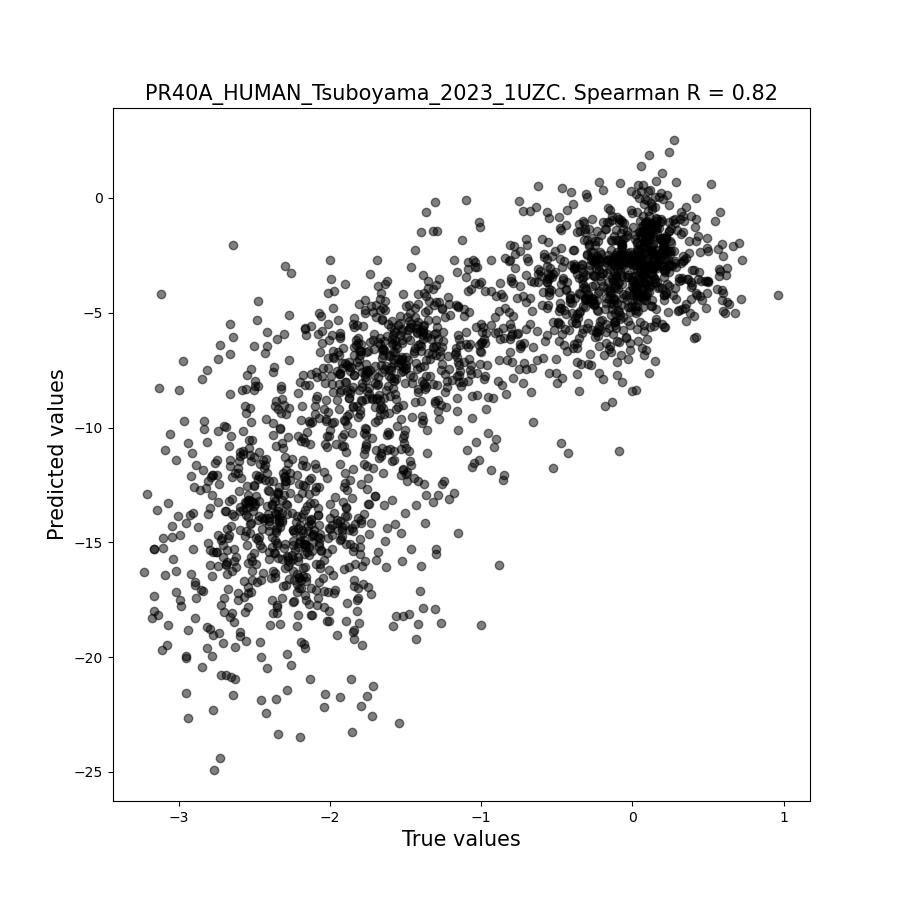 PR40A_HUMAN_Tsuboyama_2023_1UZC. Spearman R = 0.82
Predicted values
0
−5
−10
−15
−20
−25
−3 −2 −1 0 1
True values